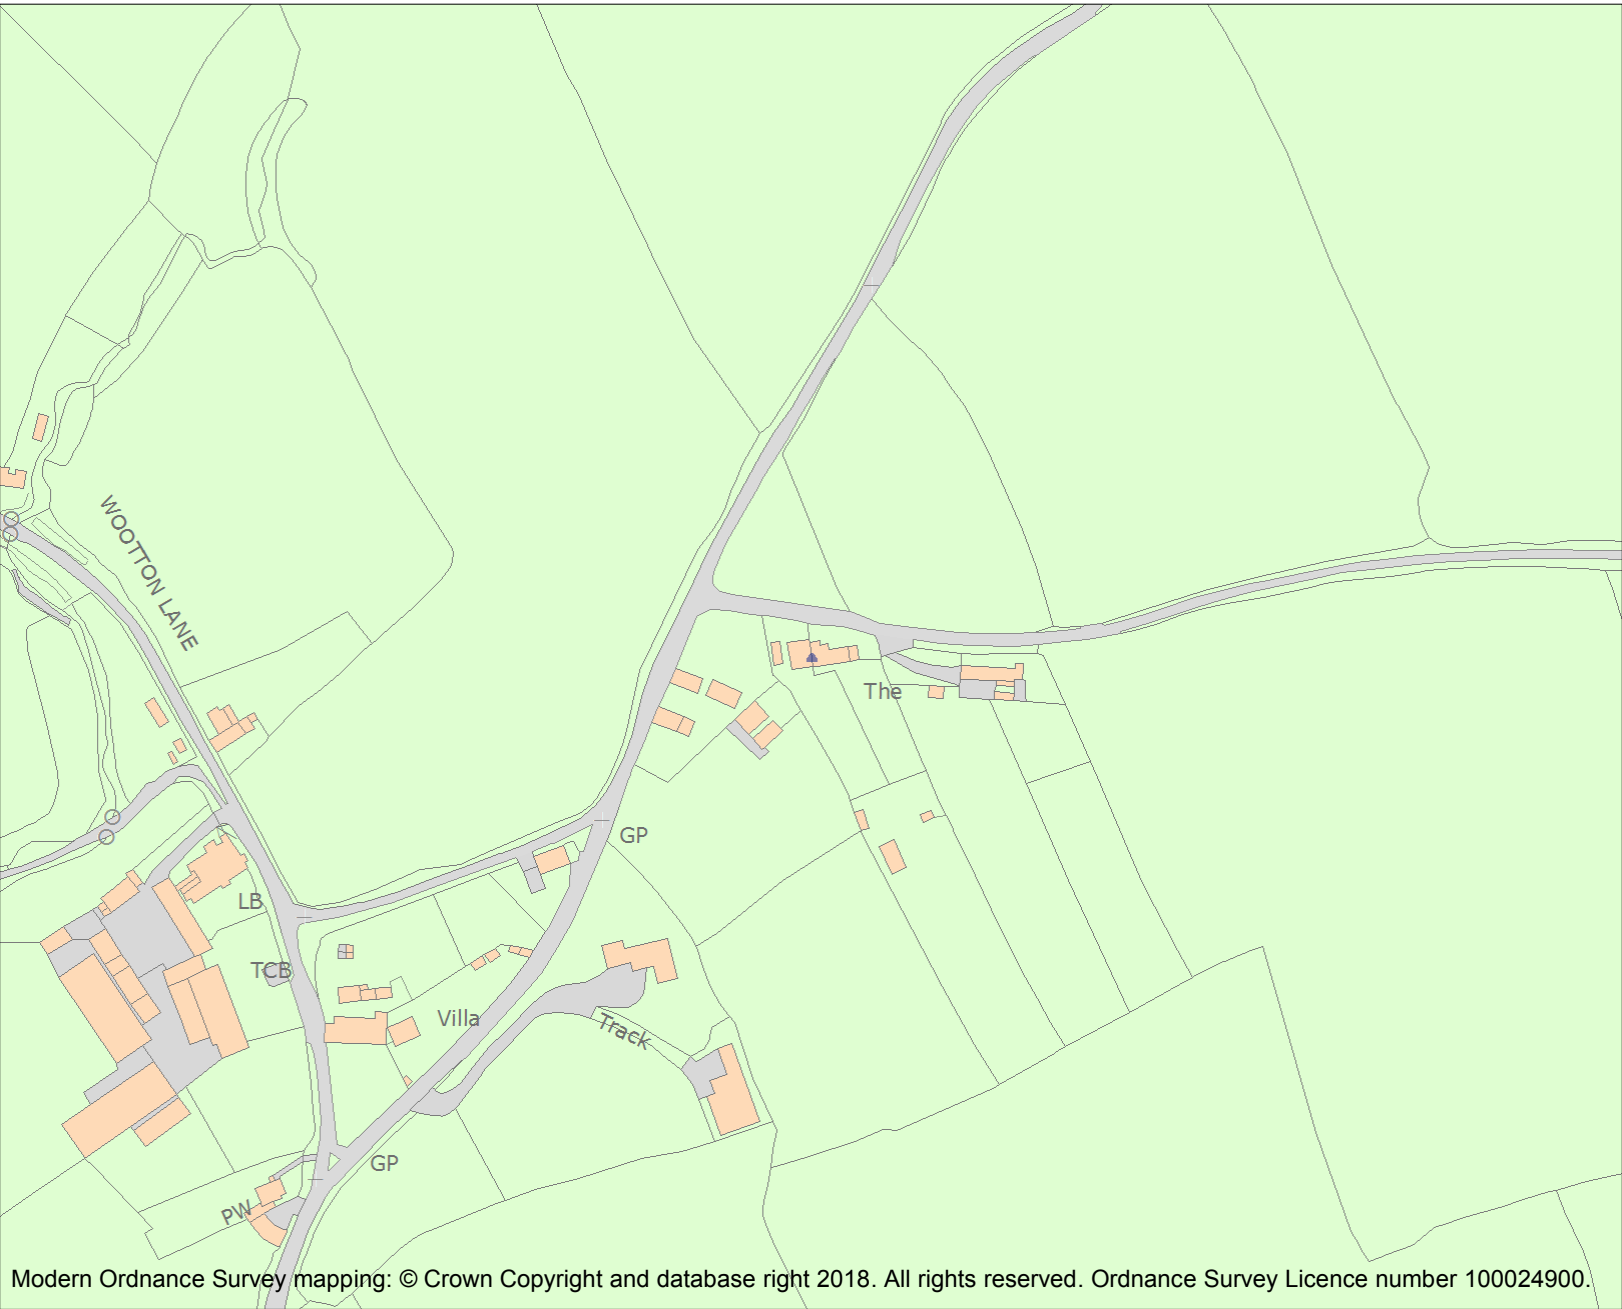 WOOTTON LANE
The
GP
LB
TCB
Villa
Track
GP
PW
Modern Ordnance Survey mapping: © Crown Copyright and database right 2018. All rights reserved. Ordnance Survey Licence number 100024900.